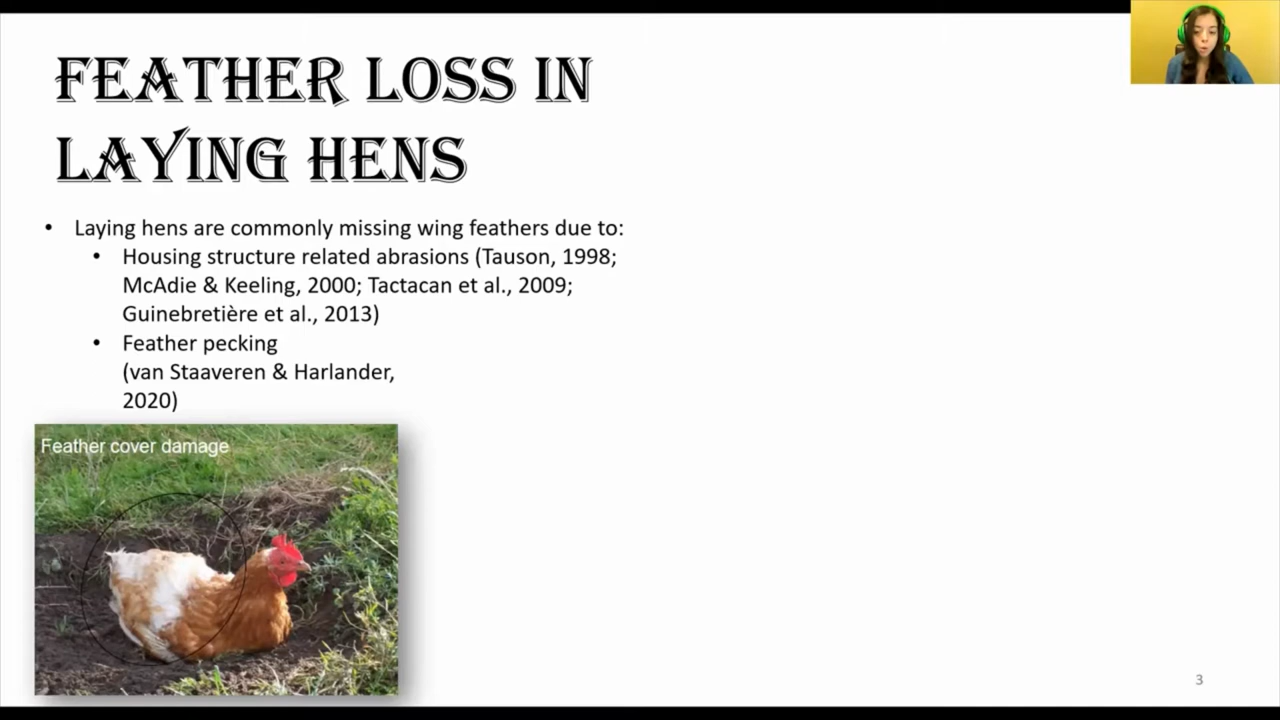 FEATHER LOSS IN
LAYING HENS
• Laying hens are commonly missing wing feathers due to:
• Housing structure related abrasions (Tauson, 1998;
McAdie & Keeling, 2000; Tactacan et al., 2009;
Guinebretière et al., 2013)
• Feather pecking
(van Staaveren & Harlander,
2020)
Feather cover damage
3